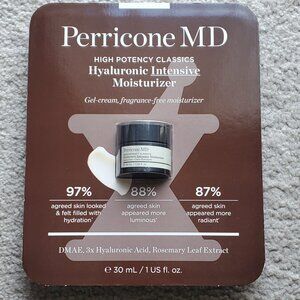 Perricone MD
HIGH POTENCY CLASSICS
Hyaluronic Intensive
Moisturizer
Gel-cream, fragrance-free moisturizer
Perricone MD
97% 88% 87%
agreed skin looked agreed skin agreed skin
& felt filled with appeared more appeared more
hydration luminous radiant
DMAE, 3x Hyaluronic Acid, Rosemary Leaf Extract
℮ 30 mL / 1 US fl. oz.